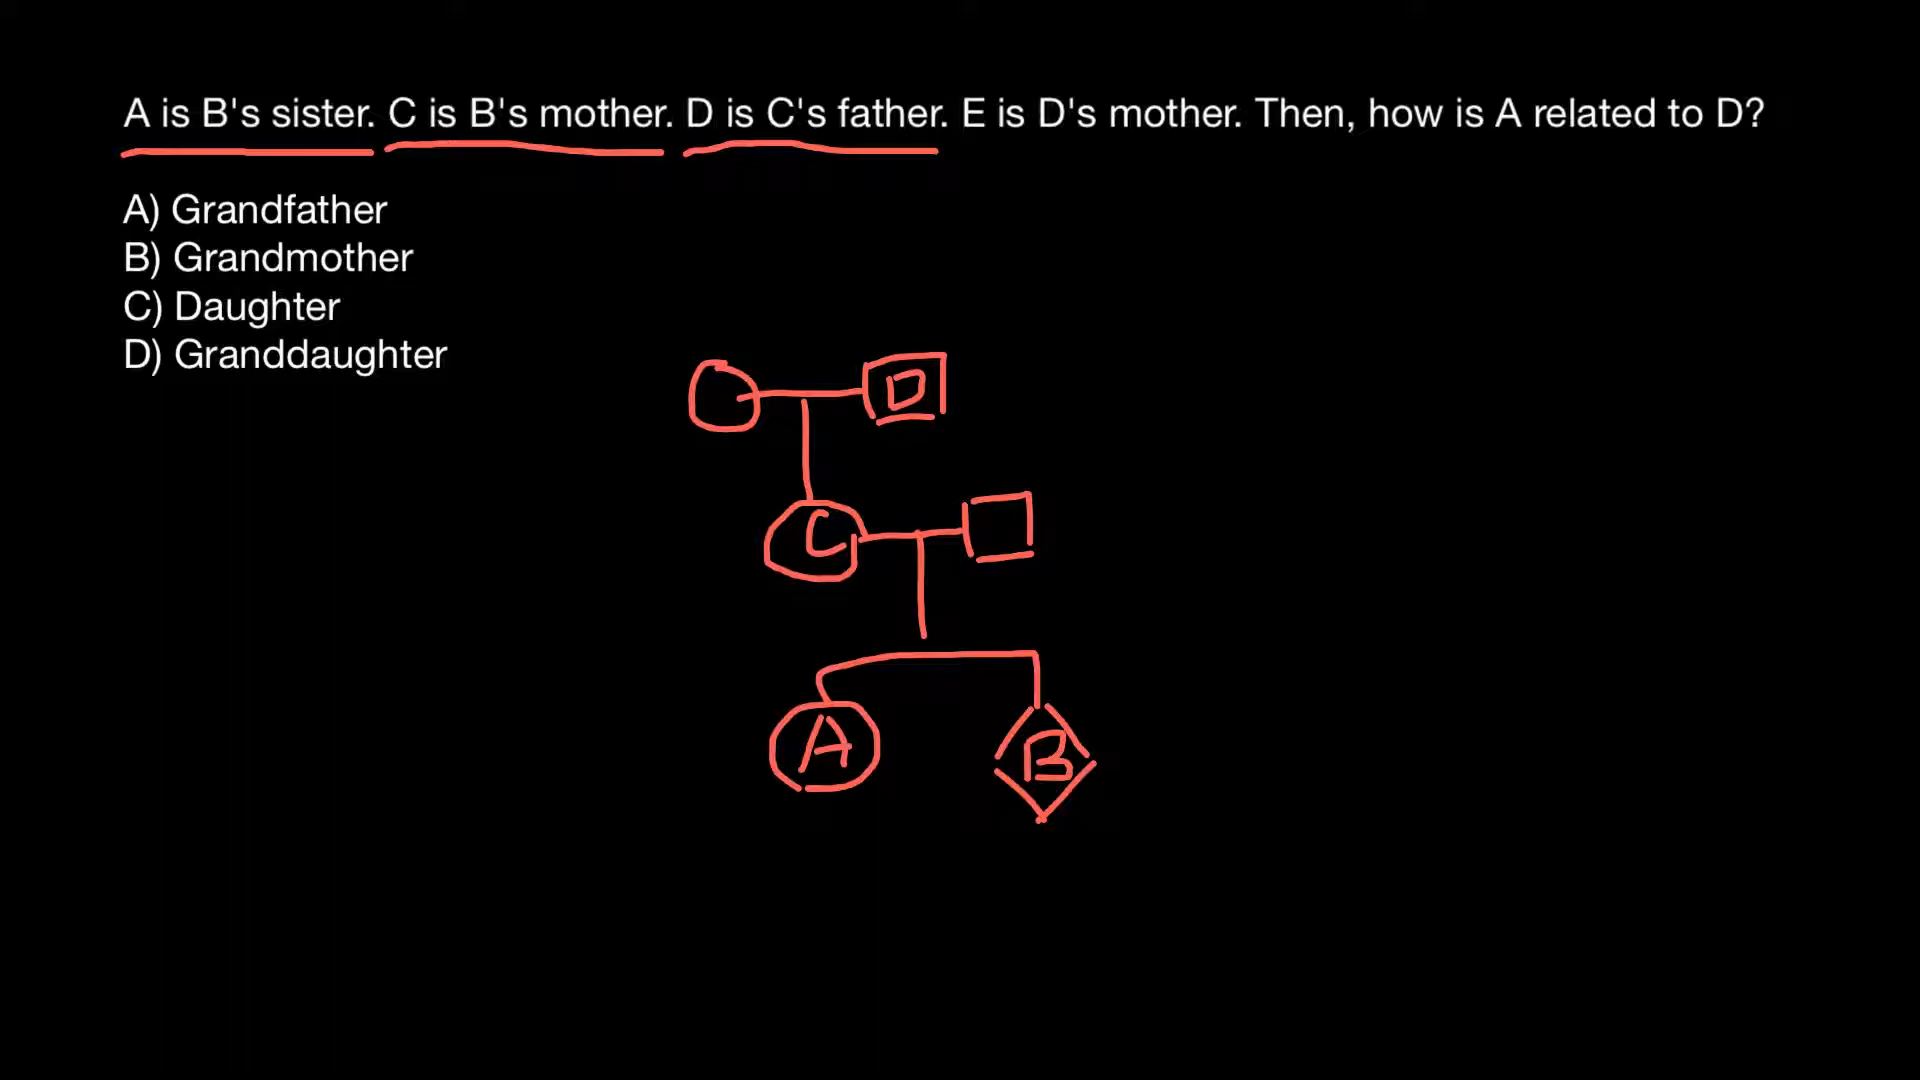 A is B's sister. C is B's mother. D is C's father. E is D's mother. Then, how is A related to D?
A) Grandfather
B) Grandmother
C) Daughter
D) Granddaughter
D
C
A B